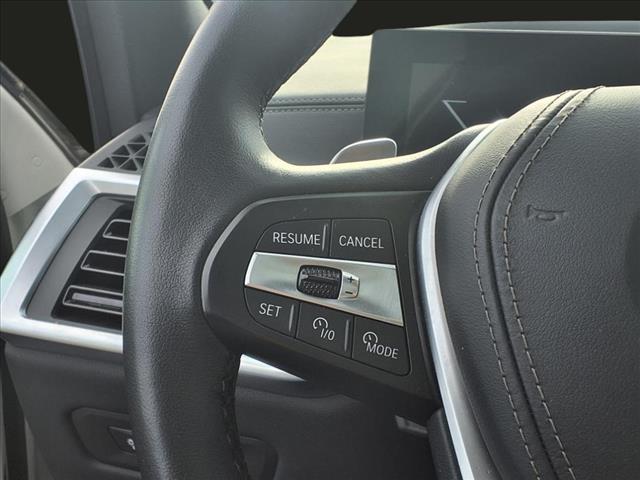 RESUME CANCEL
+
−
SET
I/O
MODE